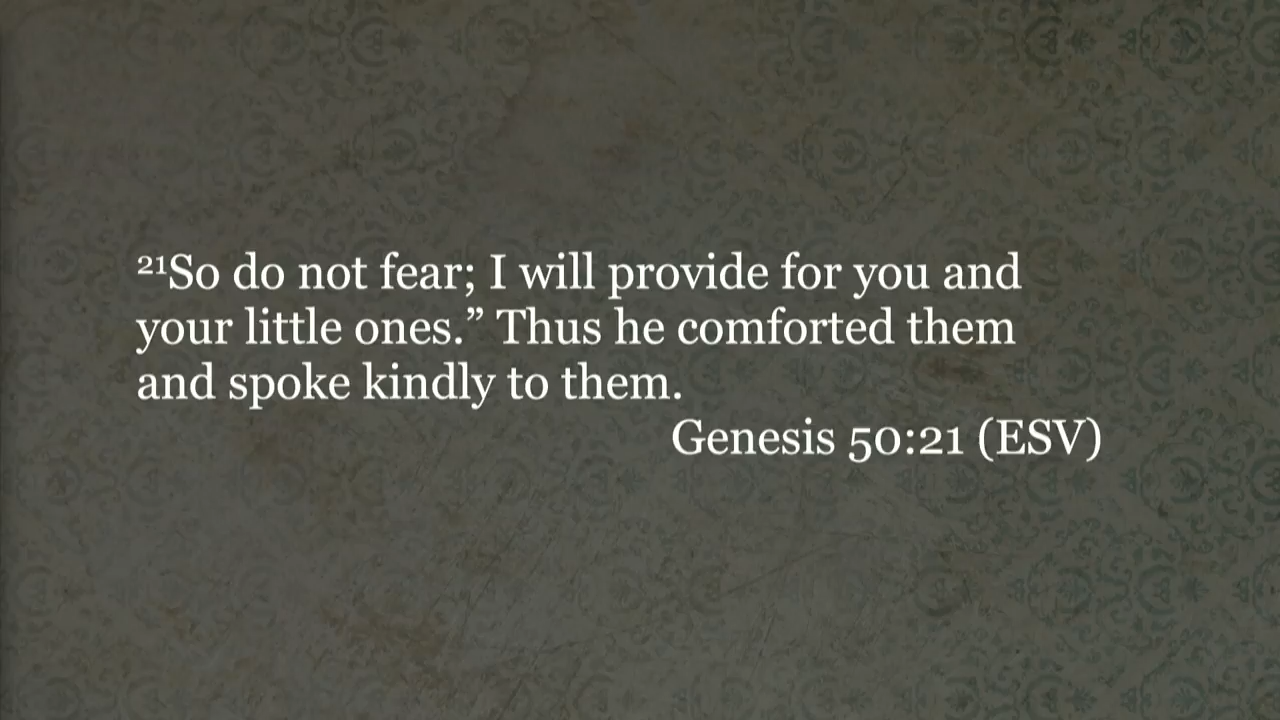 ²¹So do not fear; I will provide for you and
your little ones.” Thus he comforted them
and spoke kindly to them.
Genesis 50:21 (ESV)